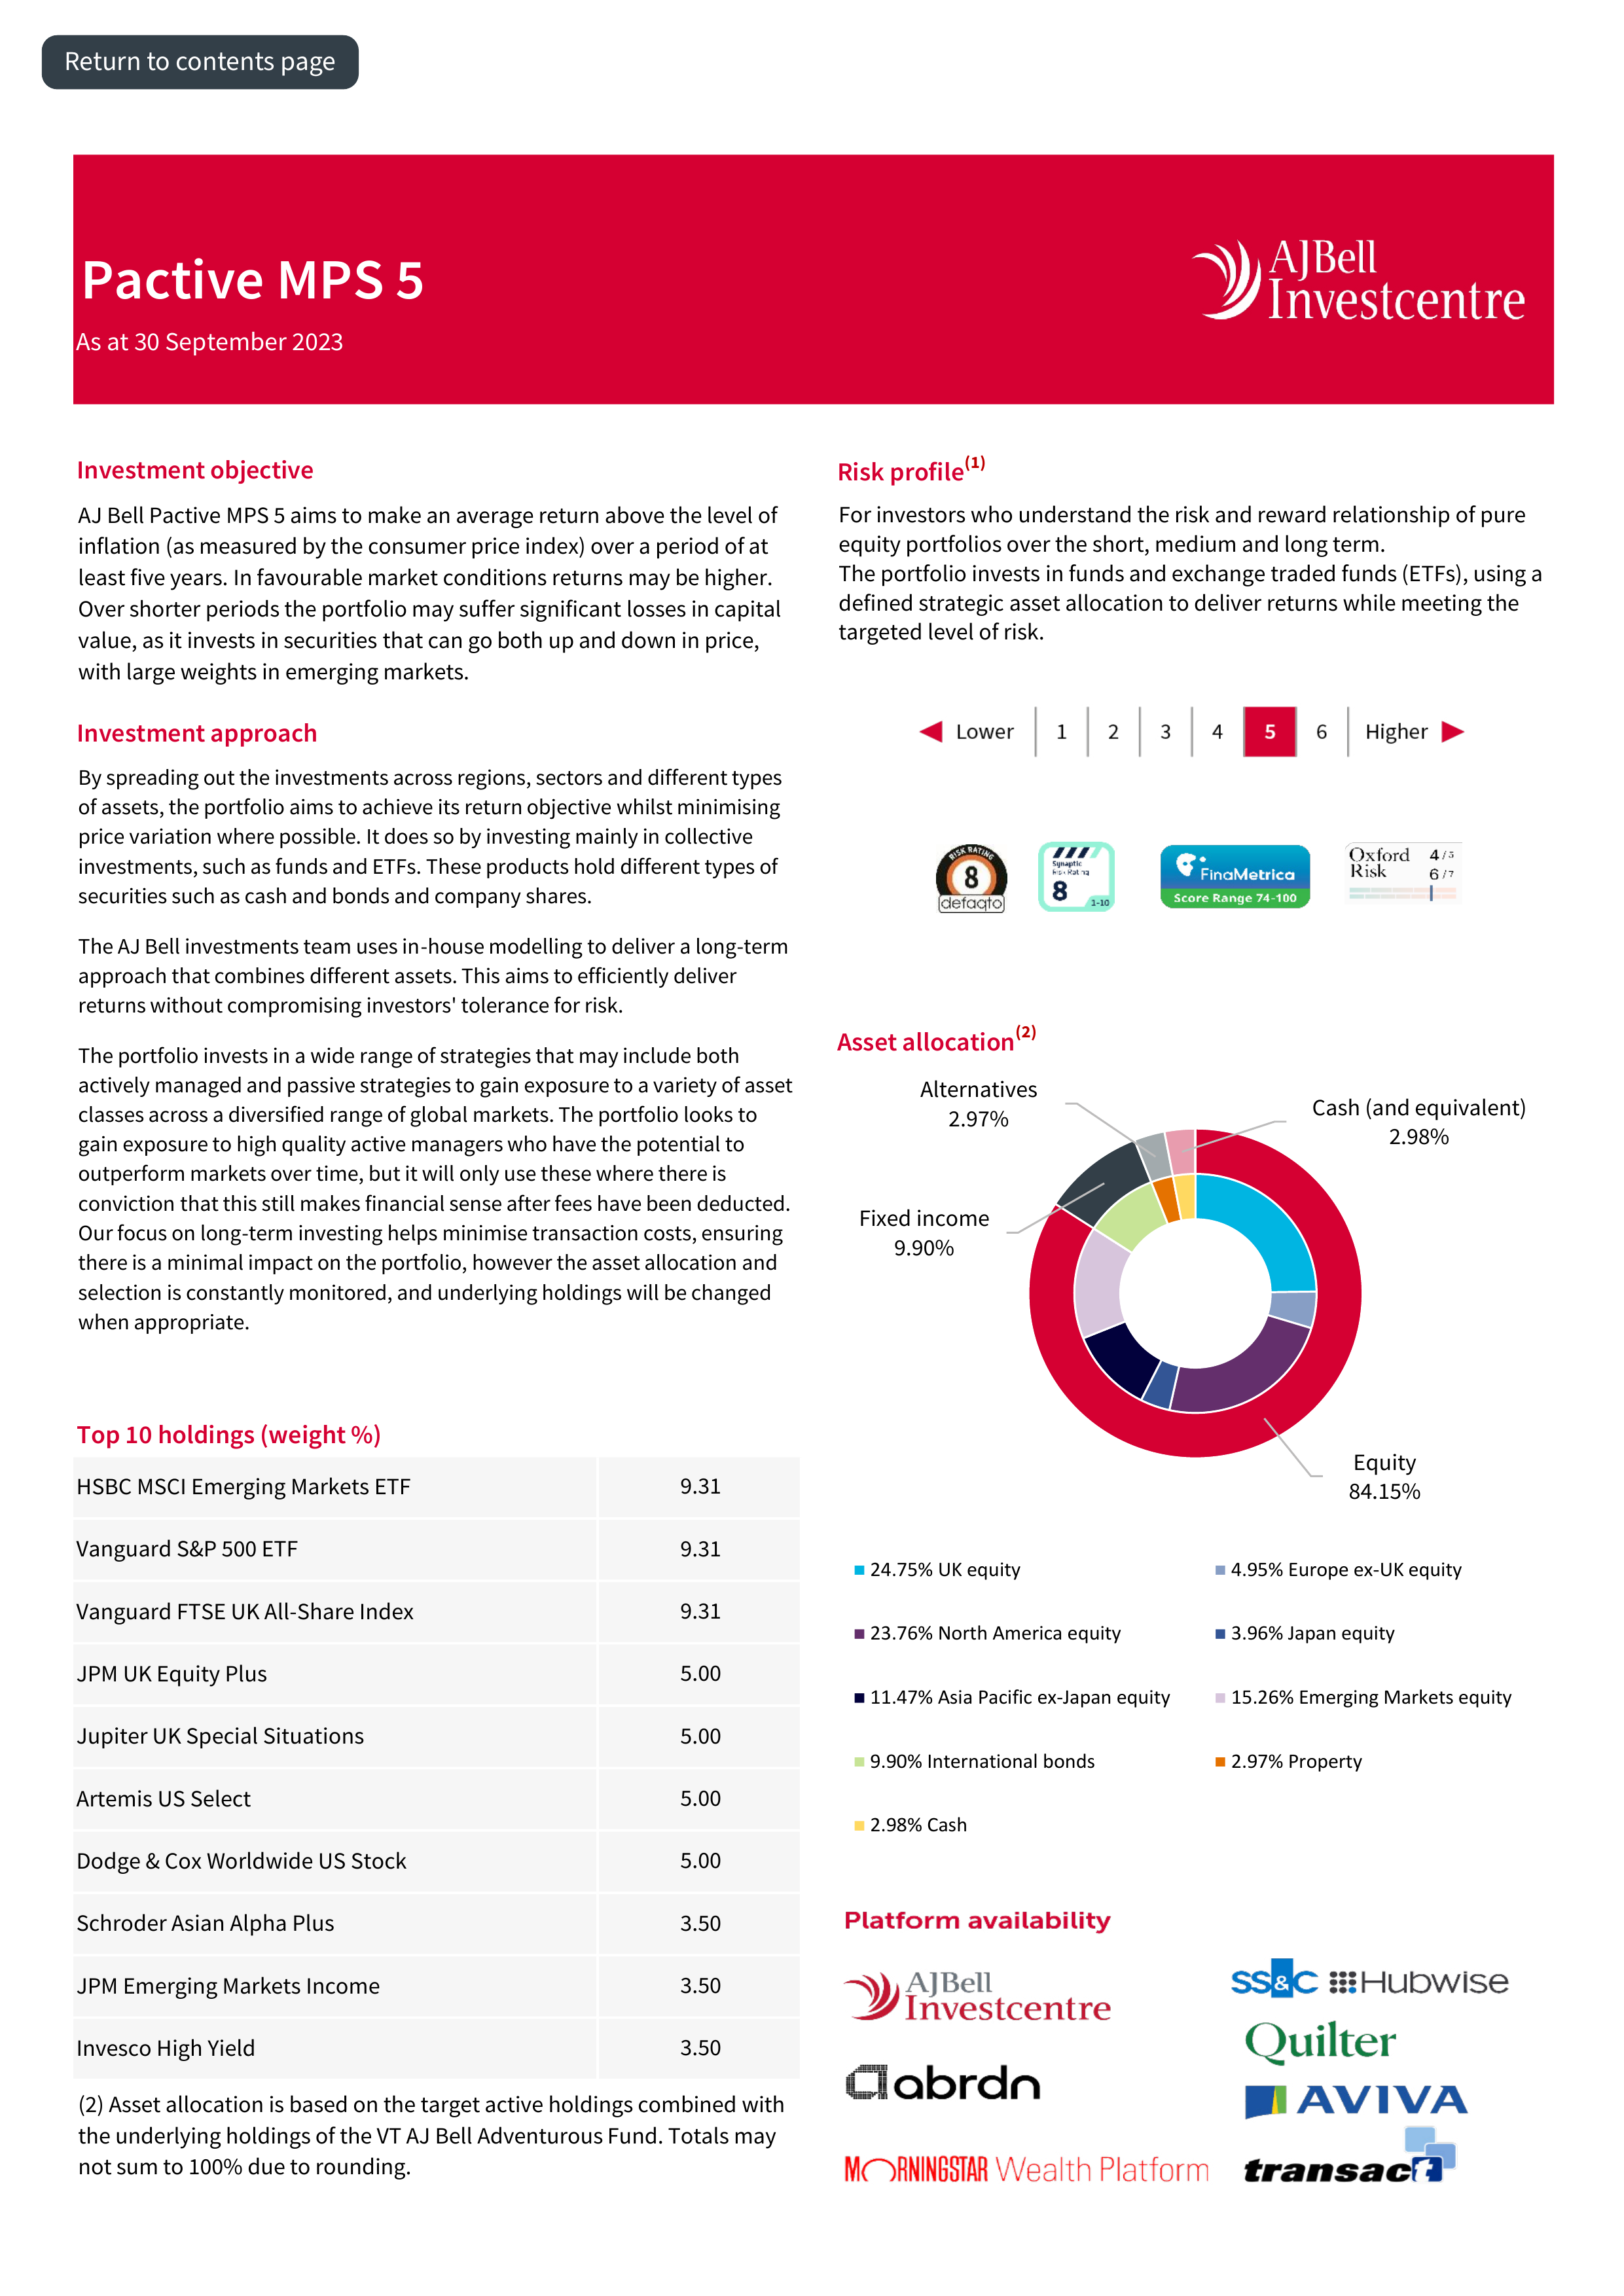 Return to contents page
Pactive MPS 5
As at 30 September 2023
AJBell
Investcentre
Investment objective
AJ Bell Pactive MPS 5 aims to make an average return above the level of
inflation (as measured by the consumer price index) over a period of at
least five years. In favourable market conditions returns may be higher.
Over shorter periods the portfolio may suffer significant losses in capital
value, as it invests in securities that can go both up and down in price,
with large weights in emerging markets.
Investment approach
By spreading out the investments across regions, sectors and different types
of assets, the portfolio aims to achieve its return objective whilst minimising
price variation where possible. It does so by investing mainly in collective
investments, such as funds and ETFs. These products hold different types of
securities such as cash and bonds and company shares.
The AJ Bell investments team uses in-house modelling to deliver a long-term
approach that combines different assets. This aims to efficiently deliver
returns without compromising investors' tolerance for risk.
The portfolio invests in a wide range of strategies that may include both
actively managed and passive strategies to gain exposure to a variety of asset
classes across a diversified range of global markets. The portfolio looks to
gain exposure to high quality active managers who have the potential to
outperform markets over time, but it will only use these where there is
conviction that this still makes financial sense after fees have been deducted.
Our focus on long-term investing helps minimise transaction costs, ensuring
there is a minimal impact on the portfolio, however the asset allocation and
selection is constantly monitored, and underlying holdings will be changed
when appropriate.
Top 10 holdings (weight %)
HSBC MSCI Emerging Markets ETF 9.31
Vanguard S&P 500 ETF 9.31
Vanguard FTSE UK All-Share Index 9.31
JPM UK Equity Plus 5.00
Jupiter UK Special Situations 5.00
Artemis US Select 5.00
Dodge & Cox Worldwide US Stock 5.00
Schroder Asian Alpha Plus 3.50
JPM Emerging Markets Income 3.50
Invesco High Yield 3.50
(2) Asset allocation is based on the target active holdings combined with
the underlying holdings of the VT AJ Bell Adventurous Fund. Totals may
not sum to 100% due to rounding.
Risk profile(1)
For investors who understand the risk and reward relationship of pure
equity portfolios over the short, medium and long term.
The portfolio invests in funds and exchange traded funds (ETFs), using a
defined strategic asset allocation to deliver returns while meeting the
targeted level of risk.
Lower 1 2 3 4 5 6 Higher
RISK RATING
8
defaqto
Synaptic
Risk Rating
8
1-10
FinaMetrica
Score Range 74-100
Oxford 4/5
Risk 6/7
Asset allocation(2)
Alternatives
2.97%
Cash (and equivalent)
2.98%
Fixed income
9.90%
Equity
84.15%
24.75% UK equity
4.95% Europe ex-UK equity
23.76% North America equity
3.96% Japan equity
11.47% Asia Pacific ex-Japan equity
15.26% Emerging Markets equity
9.90% International bonds
2.97% Property
2.98% Cash
Platform availability
AJBell
Investcentre
SS&C Hubwise
Quilter
abrdn
AVIVA
MORNINGSTAR Wealth Platform
transact